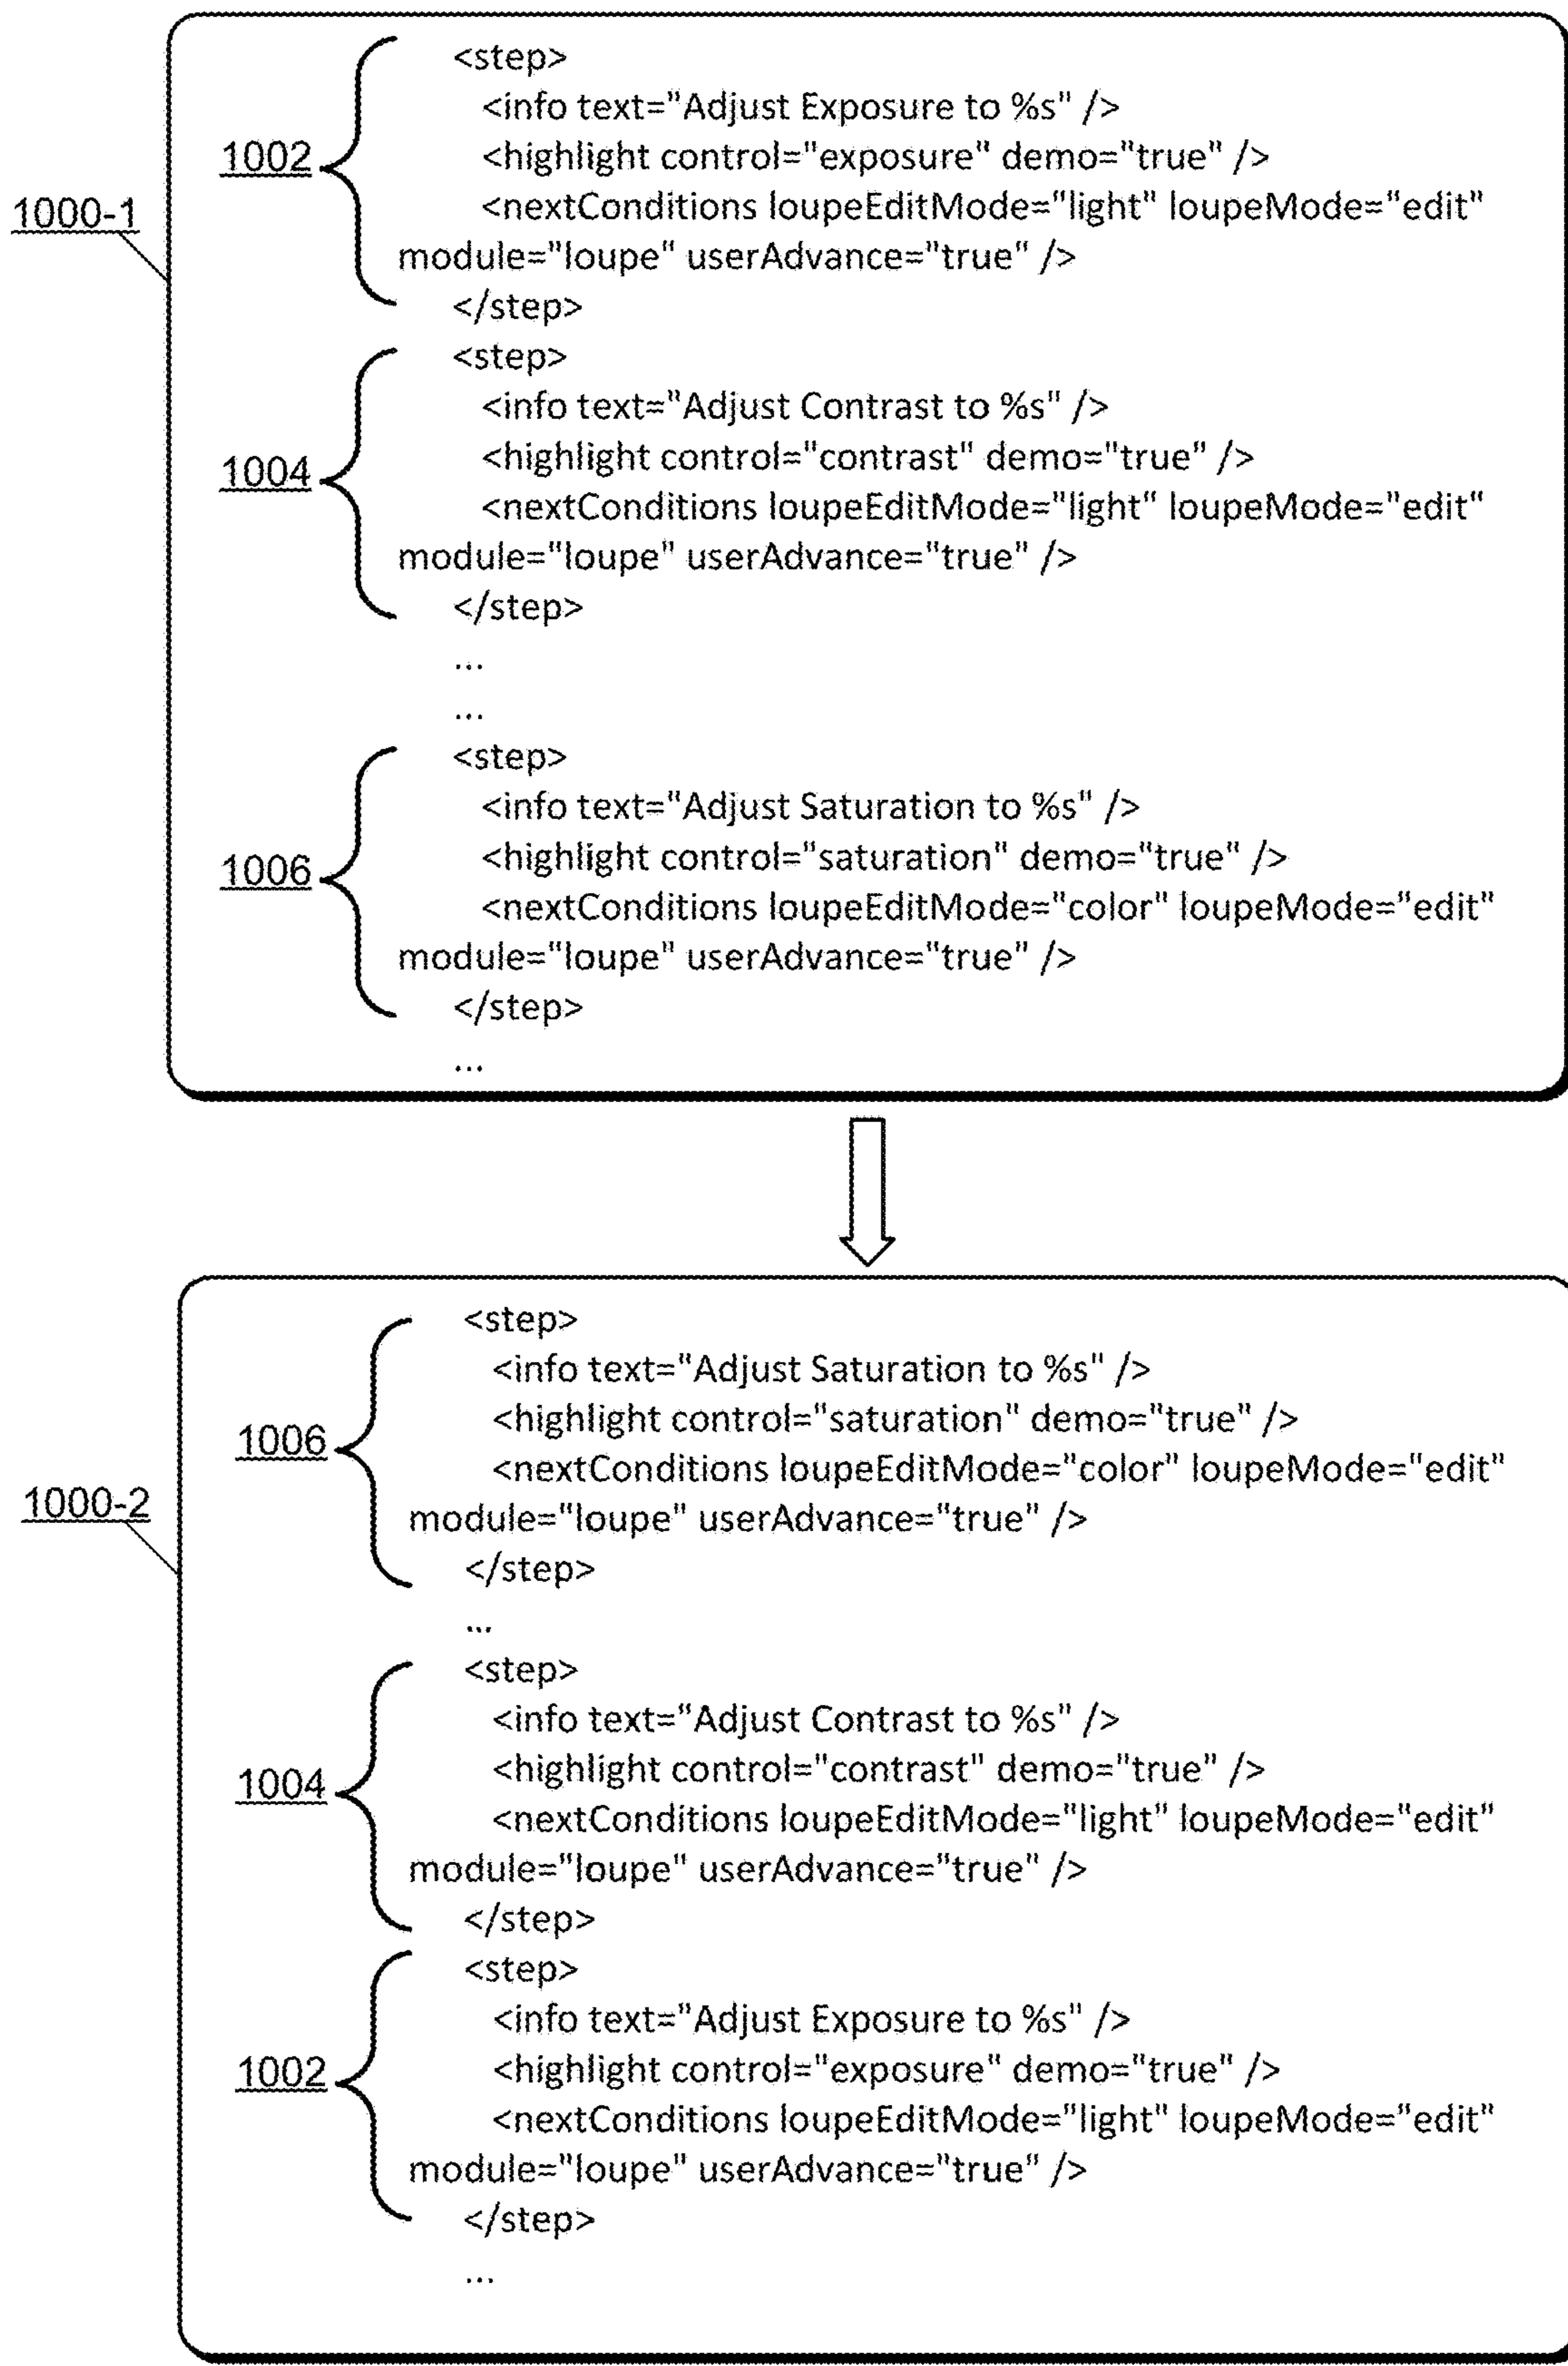 <step>
<info text="Adjust Exposure to %s" />
1002
<highlight control="exposure" demo="true" />
1000-1
<nextConditions loupeEditMode="light" loupeMode="edit"
module="loupe" userAdvance="true" />
</step>
<step>
<info text="Adjust Contrast to %s" />
1004
<highlight control="contrast" demo="true" />
<nextConditions loupeEditMode="light" loupeMode="edit"
module="loupe" userAdvance="true" />
</step>
...
...
<step>
<info text="Adjust Saturation to %s" />
1006
<highlight control="saturation" demo="true" />
<nextConditions loupeEditMode="color" loupeMode="edit"
module="loupe" userAdvance="true" />
</step>
...
<step>
<info text="Adjust Saturation to %s" />
<highlight control="saturation" demo="true" />
1006
<nextConditions loupeEditMode="color" loupeMode="edit"
1000-2
module="loupe" userAdvance="true" />
</step>
...
<step>
<info text="Adjust Contrast to %s" />
<highlight control="contrast" demo="true" />
1004
<nextConditions loupeEditMode="light" loupeMode="edit"
module="loupe" userAdvance="true" />
</step>
<step>
<info text="Adjust Exposure to %s" />
<highlight control="exposure" demo="true" />
1002
<nextConditions loupeEditMode="light" loupeMode="edit"
module="loupe" userAdvance="true" />
</step>
...